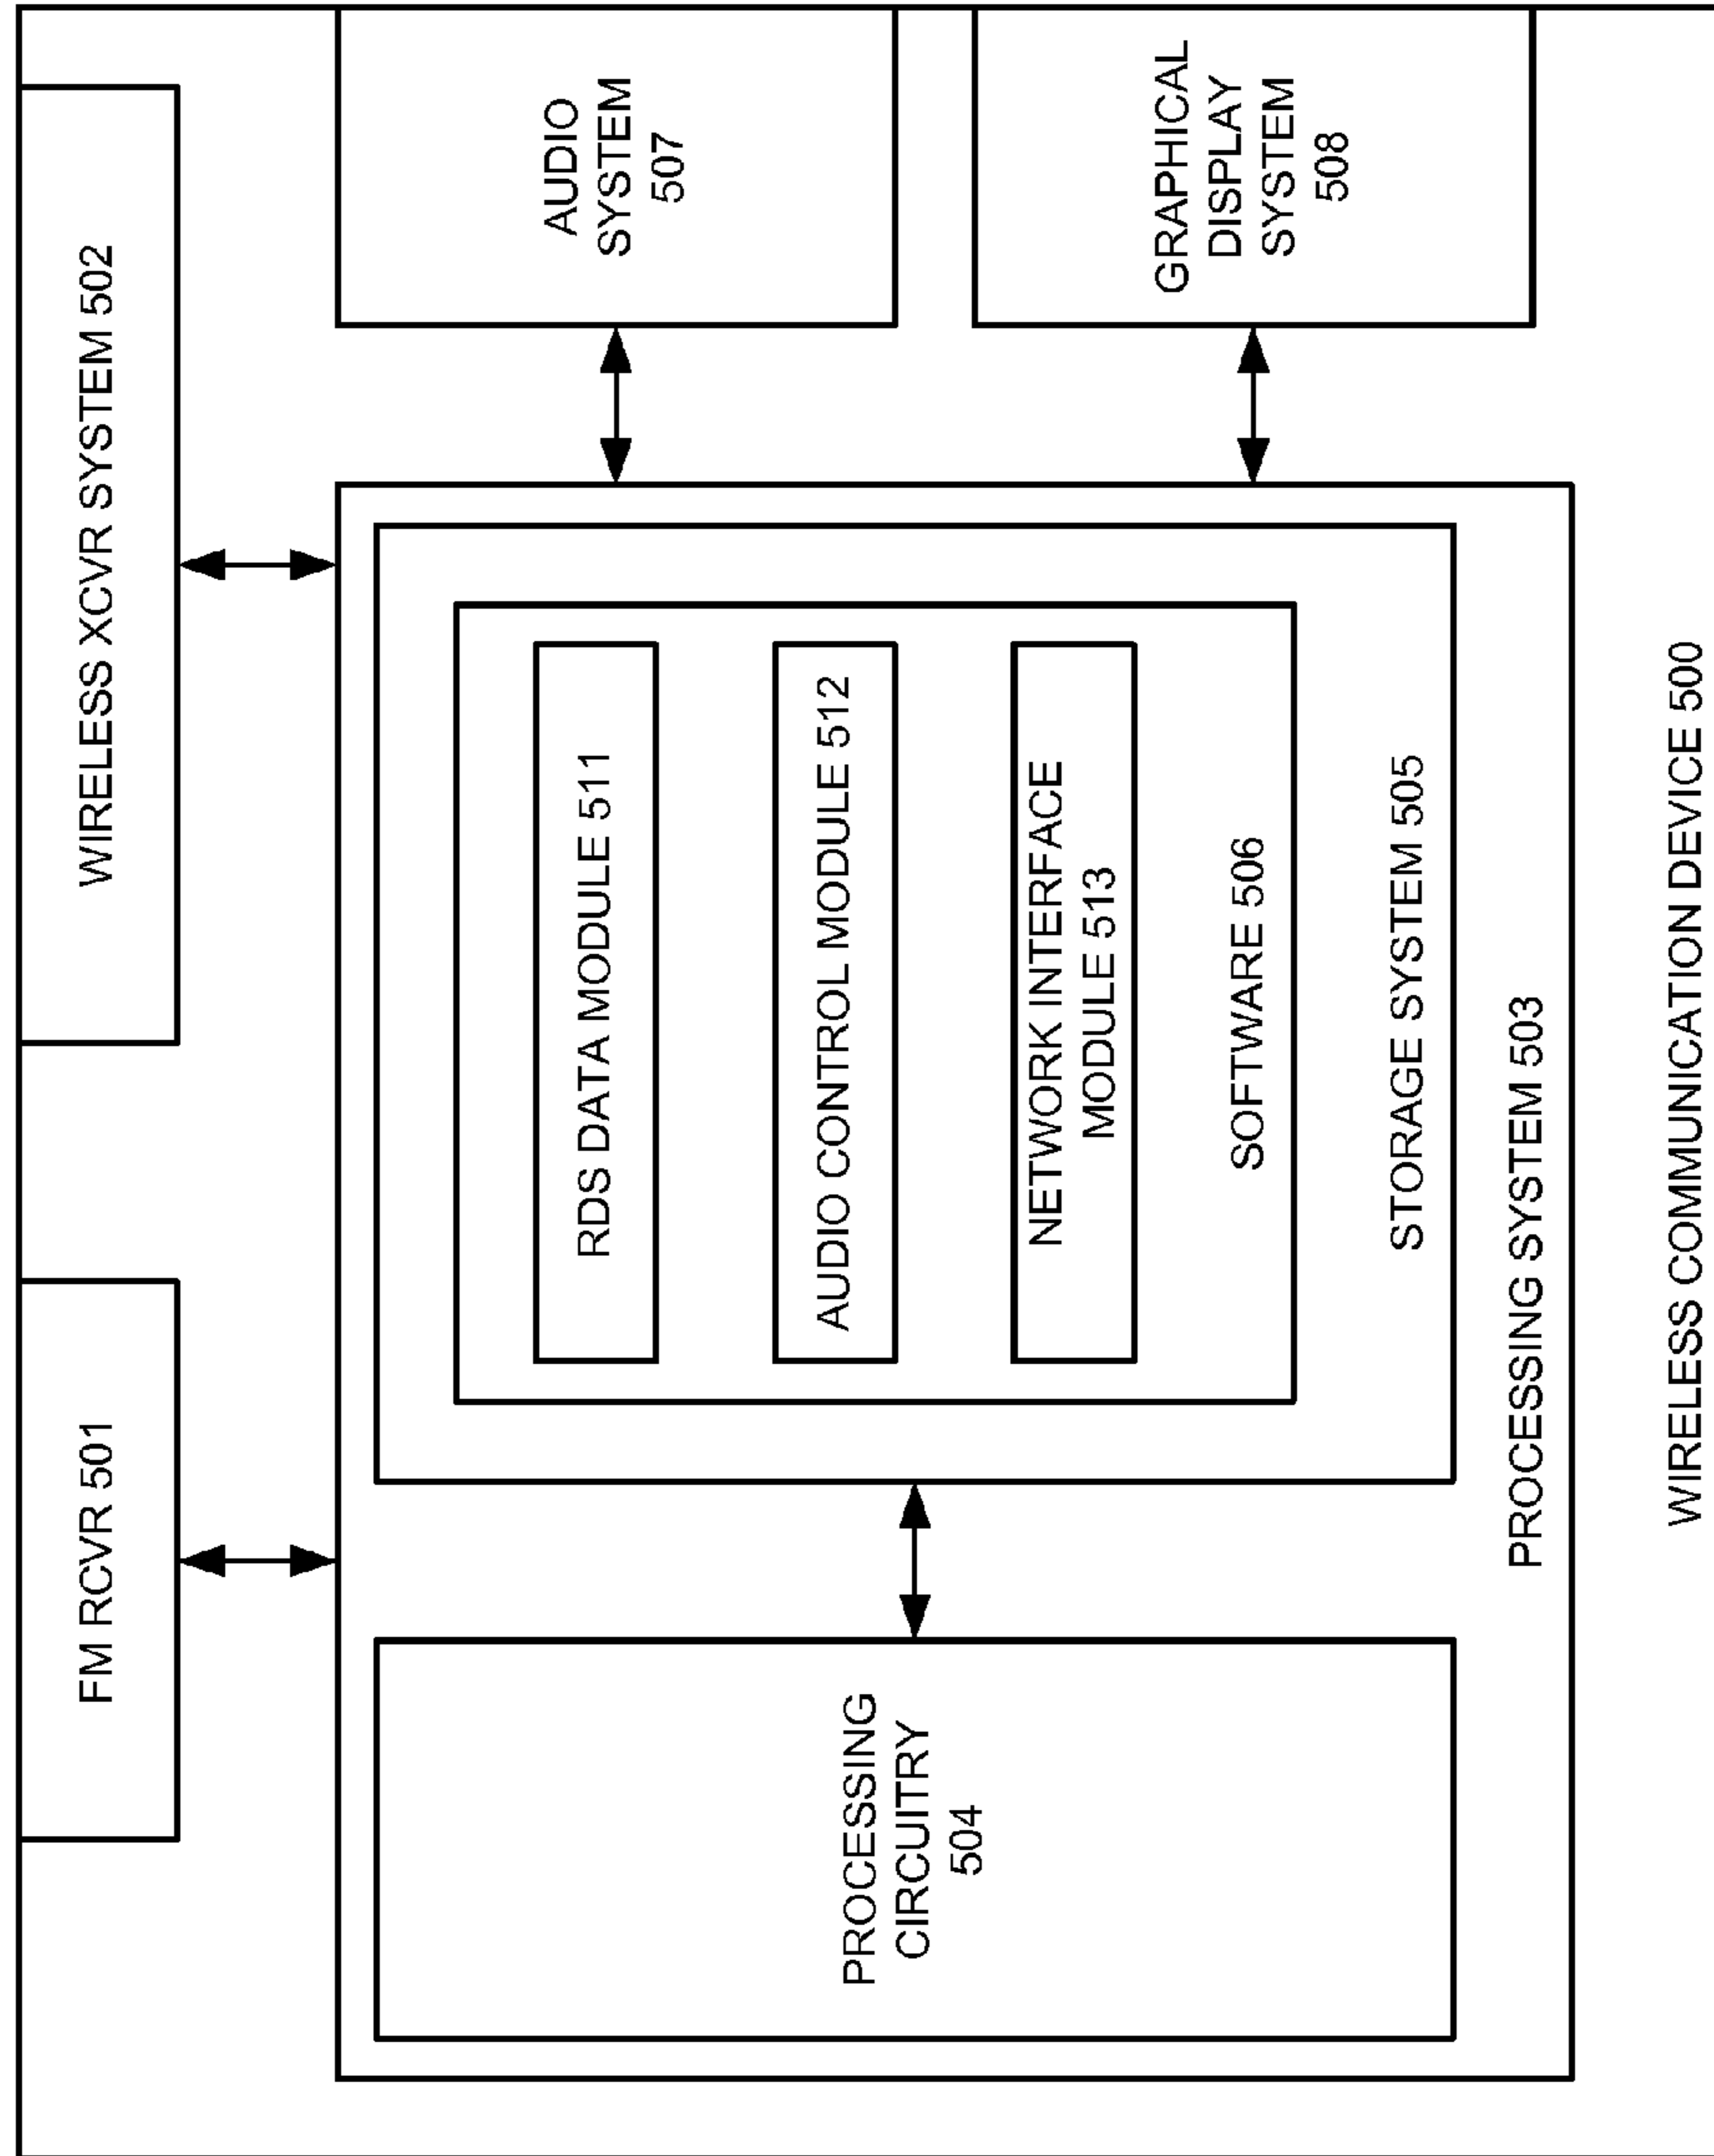 FM RCVR 501
WIRELESS XCVR SYSTEM 502
PROCESSING
CIRCUITRY
504
RDS DATA MODULE 511
AUDIO CONTROL MODULE 512
NETWORK INTERFACE
MODULE 513
SOFTWARE 506
STORAGE SYSTEM 505
PROCESSING SYSTEM 503
AUDIO
SYSTEM
507
GRAPHICAL
DISPLAY
SYSTEM
508
WIRELESS COMMUNICATION DEVICE 500